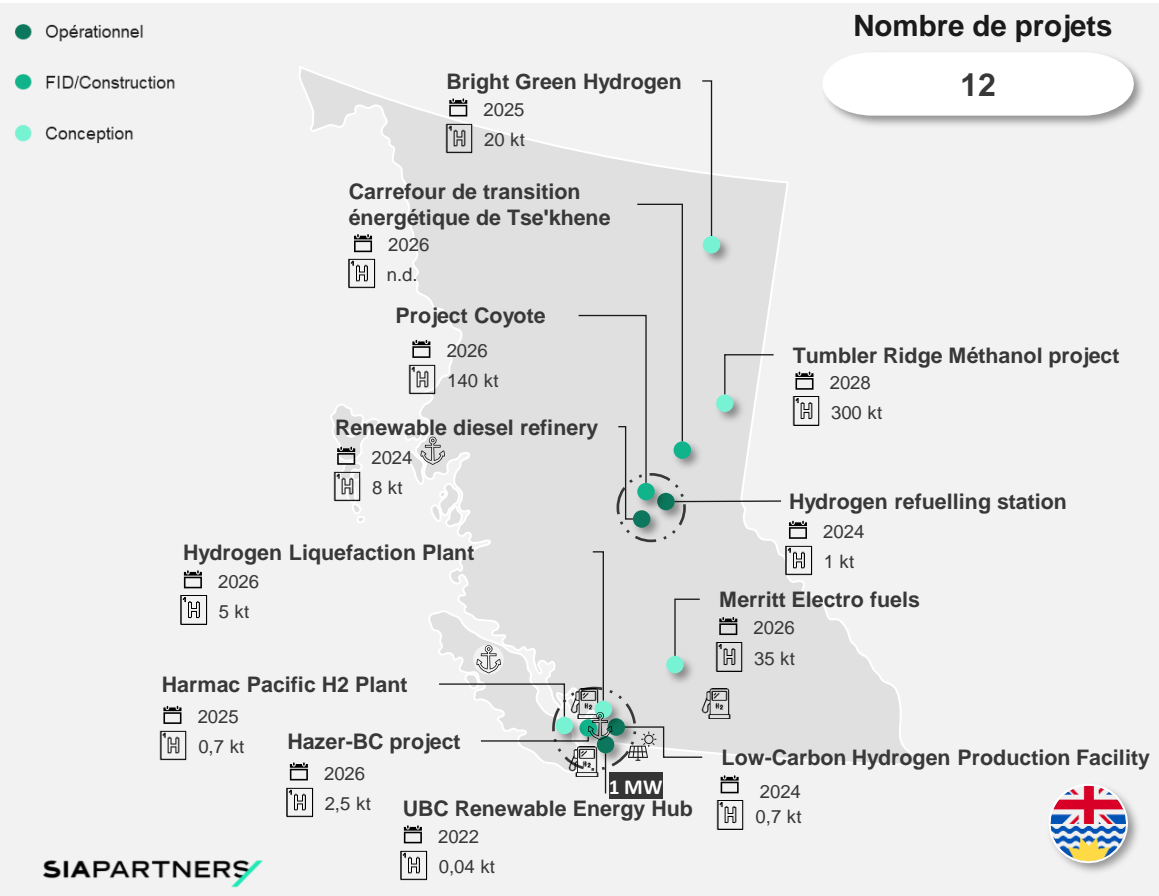 Opérationnel
FID/Construction
Conception
Nombre de projets
12
Bright Green Hydrogen
2025
H 20 kt
Carrefour de transition
énergétique de Tse'khene
2026
H n.d.
Project Coyote
2026
H 140 kt
Tumbler Ridge Méthanol project
2028
H 300 kt
Renewable diesel refinery
2024
H 8 kt
Hydrogen refuelling station
2024
H 1 kt
Hydrogen Liquefaction Plant
2026
H 5 kt
Merritt Electro fuels
2026
H 35 kt
Harmac Pacific H2 Plant
2025
H 0,7 kt
Hazer-BC project
2026
H 2,5 kt
Low-Carbon Hydrogen Production Facility
2024
H 0,7 kt
1 MW
UBC Renewable Energy Hub
2022
H 0,04 kt
H2
H2
H2
SIAPARTNERS